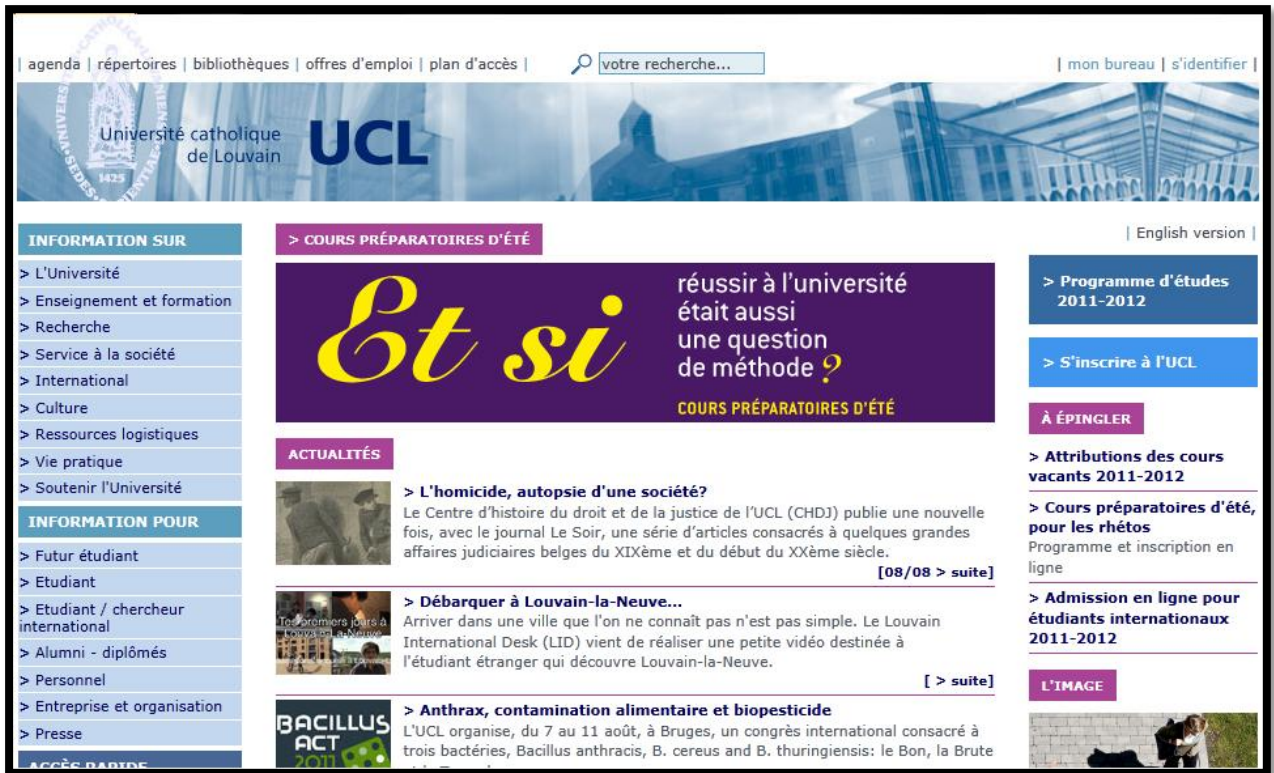 | agenda | répertoires | bibliothèques | offres d'emploi | plan d'accès |
votre recherche...
| mon bureau | s'identifier |
Université catholique
de Louvain
UCL
1425
INFORMATION SUR
> L'Université
> Enseignement et formation
> Recherche
> Service à la société
> International
> Culture
> Ressources logistiques
> Vie pratique
> Soutenir l'Université
INFORMATION POUR
> Futur étudiant
> Etudiant
> Etudiant / chercheur
international
> Alumni - diplômés
> Personnel
> Entreprise et organisation
> Presse
ACCÈS RAPIDE
> COURS PRÉPARATOIRES D'ÉTÉ
Et si
réussir à l'université
était aussi
une question
de méthode ?
COURS PRÉPARATOIRES D'ÉTÉ
ACTUALITÉS
> L'homicide, autopsie d'une société?
Le Centre d'histoire du droit et de la justice de l'UCL (CHDJ) publie une nouvelle
fois, avec le journal Le Soir, une série d'articles consacrés à quelques grandes
affaires judiciaires belges du XIXème et du début du XXème siècle.
[08/08 > suite]
Tes premiers jours à
Louvain-La-Neuve
> Débarquer à Louvain-la-Neuve...
Arriver dans une ville que l'on ne connaît pas n'est pas simple. Le Louvain
International Desk (LID) vient de réaliser une petite vidéo destinée à
l'étudiant étranger qui découvre Louvain-la-Neuve.
[ > suite]
BACILLUS
ACT
2011
> Anthrax, contamination alimentaire et biopesticide
L'UCL organise, du 7 au 11 août, à Bruges, un congrès international consacré à
trois bactéries, Bacillus anthracis, B. cereus and B. thuringiensis: le Bon, la Brute
| English version |
> Programme d'études
2011-2012
> S'inscrire à l'UCL
À ÉPINGLER
> Attributions des cours
vacants 2011-2012
> Cours préparatoires d'été,
pour les rhétos
Programme et inscription en
ligne
> Admission en ligne pour
étudiants internationaux
2011-2012
L'IMAGE